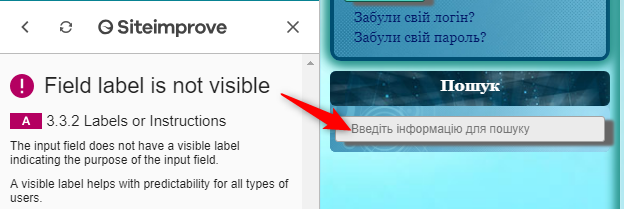 Siteimprove
Field label is not visible
A 3.3.2 Labels or Instructions
The input field does not have a visible label
indicating the purpose of the input field.
A visible label helps with predictability for all types of
users.
Забули свій логін?
Забули свій пароль?
Пошук
Введіть інформацію для пошуку